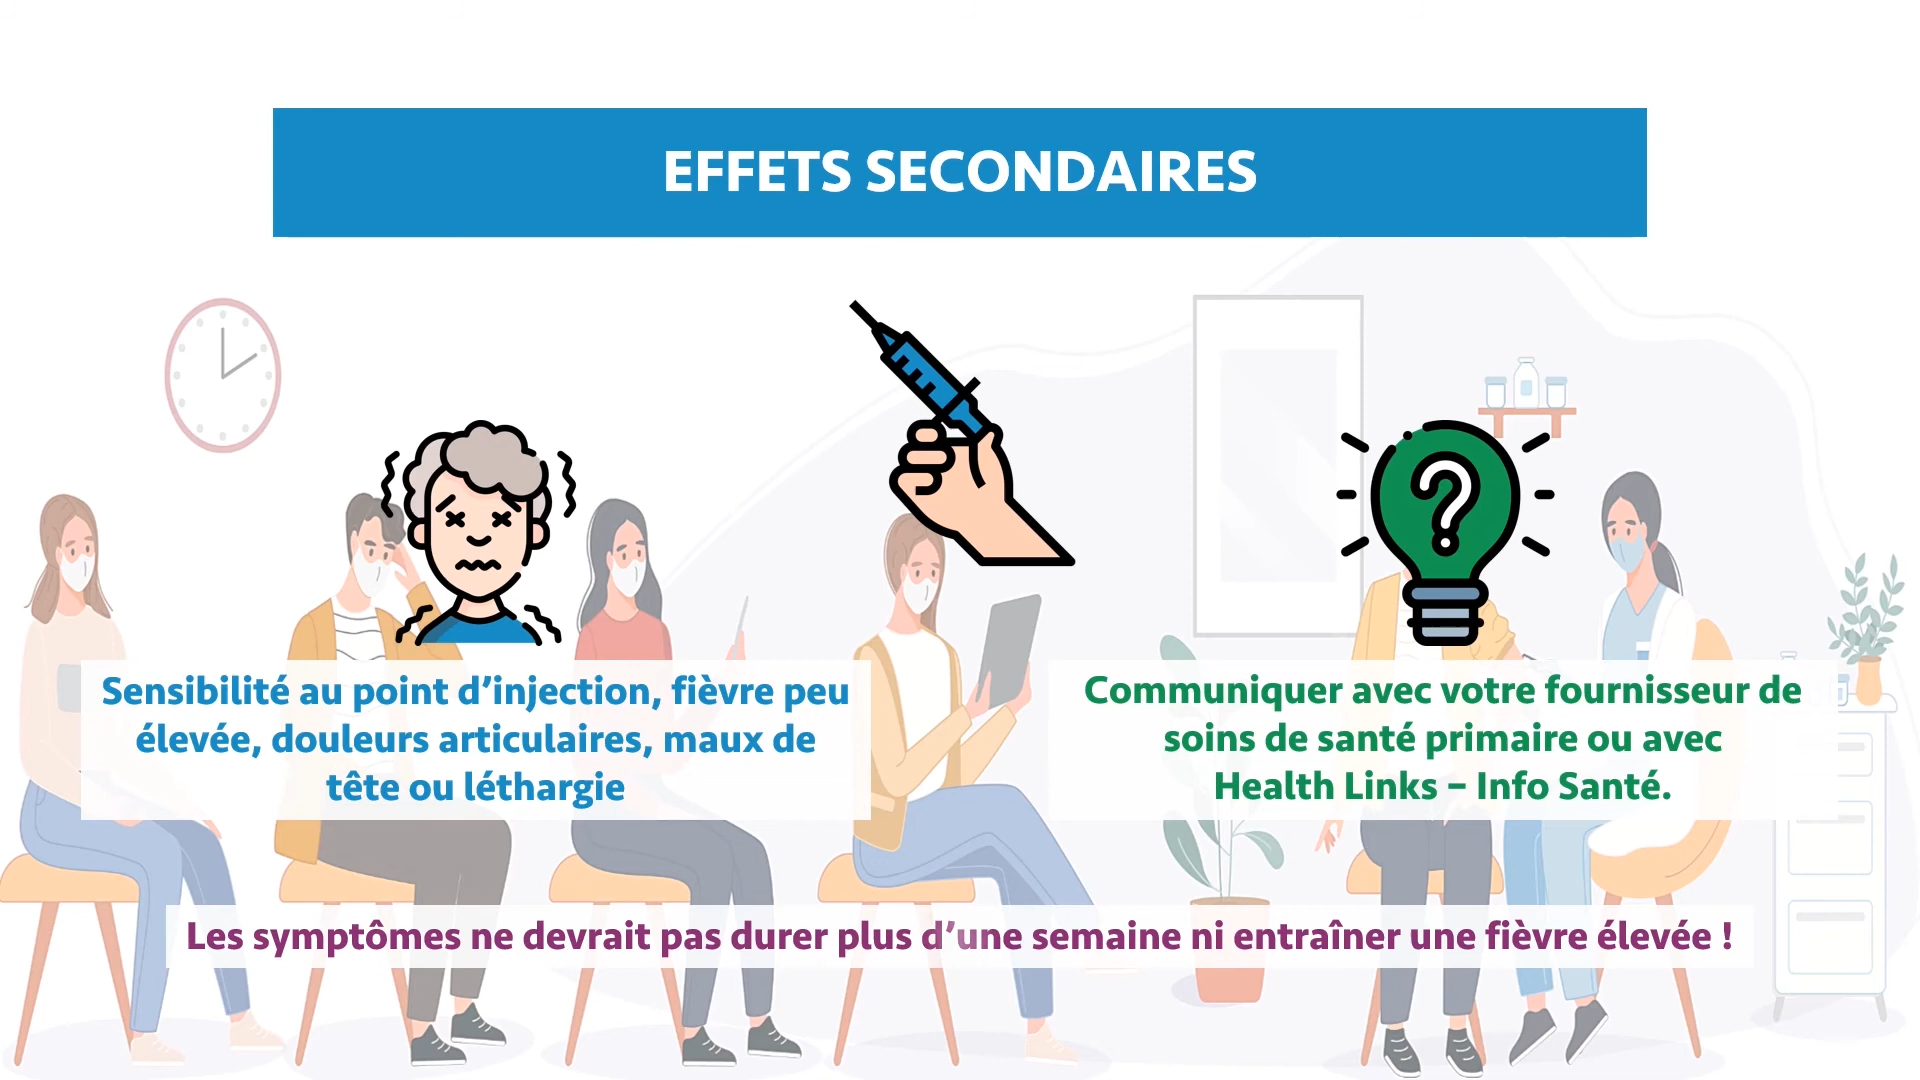 EFFETS SECONDAIRES
Sensibilité au point d’injection, fièvre peu
élevée, douleurs articulaires, maux de
tête ou léthargie
Communiquer avec votre fournisseur de
soins de santé primaire ou avec
Health Links – Info Santé.
Les symptômes ne devrait pas durer plus d’une semaine ni entraîner une fièvre élevée !